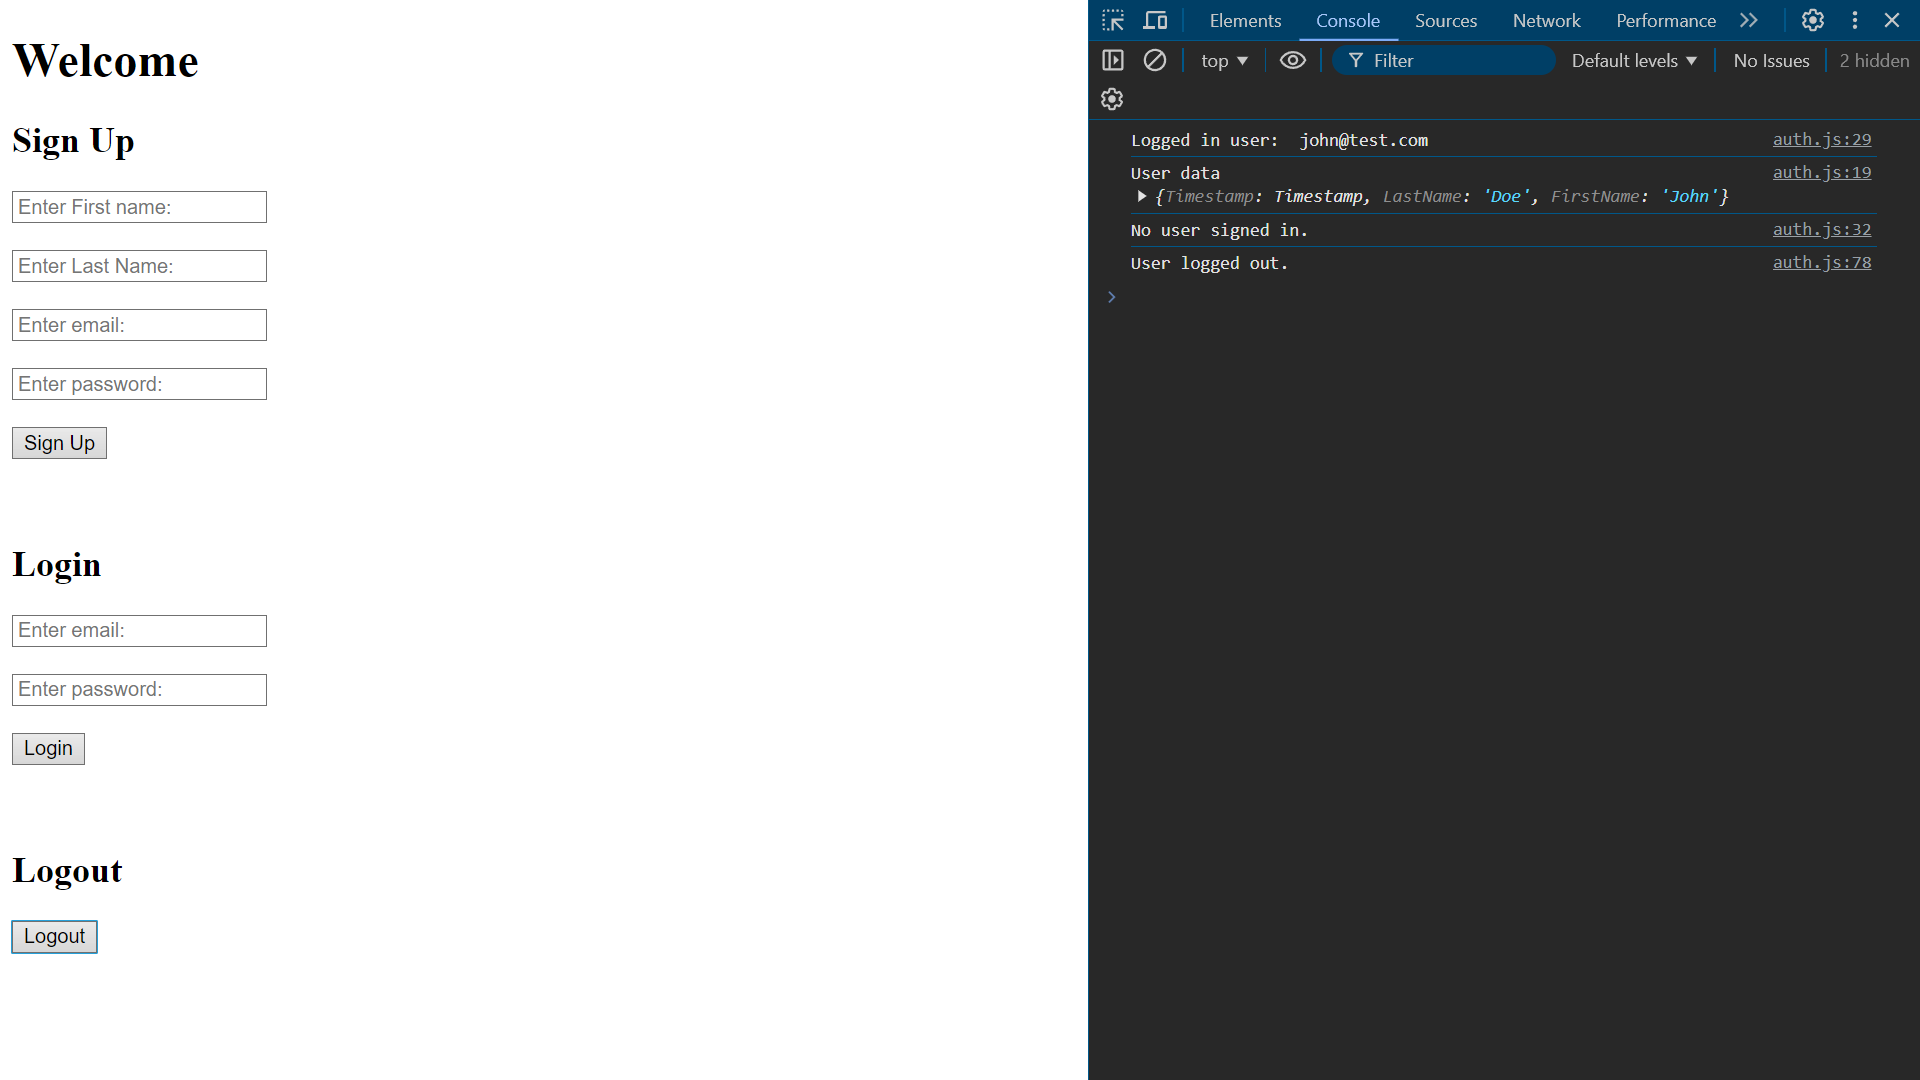 Welcome
Sign Up
Enter First name:
Enter Last Name:
Enter email:
Enter password:
Sign Up
Login
Enter email:
Enter password:
Login
Logout
Logout
Elements Console Sources Network Performance
top Filter Default levels No Issues 2 hidden
Logged in user:  john@test.com auth.js:29
User data auth.js:19
{Timestamp: Timestamp, LastName: 'Doe', FirstName: 'John'}
No user signed in. auth.js:32
User logged out. auth.js:78